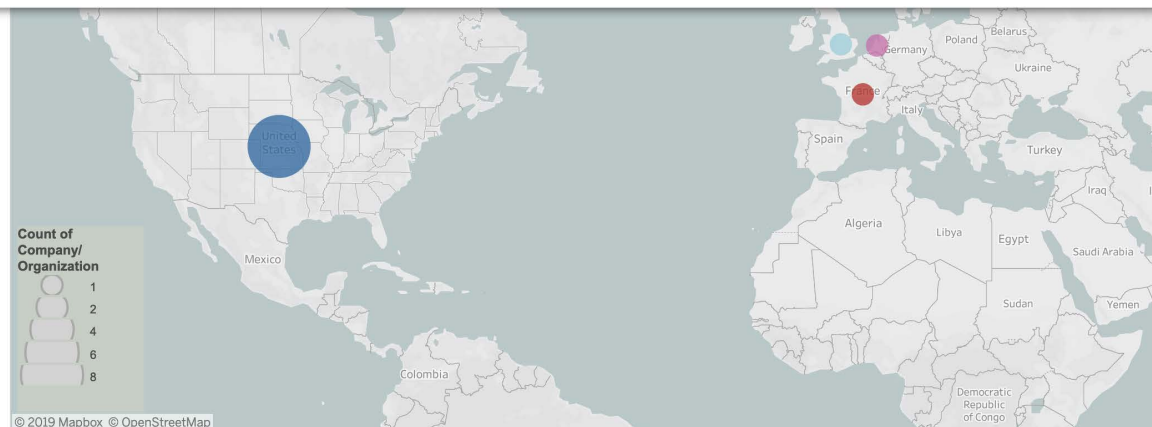 United
States
Mexico
Colombia
Belarus
Poland
Germany
Ukraine
France
Italy
Spain
Turkey
Iraq
Algeria
Libya
Egypt
Saudi Arabia
Sudan
Yemen
Democratic
Republic
of Congo
Count of
Company/
Organization
1
2
4
6
8
© 2019 Mapbox © OpenStreetMap